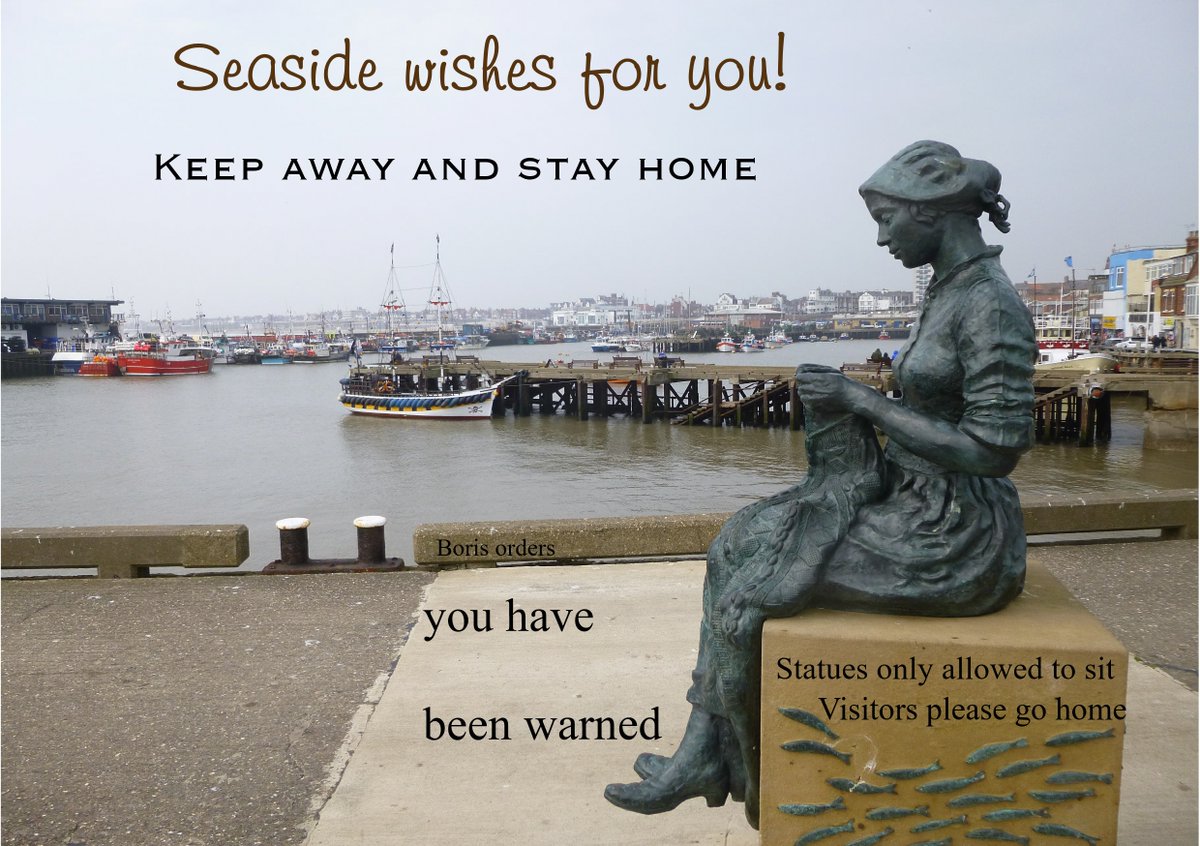 Seaside wishes for you!
KEEP AWAY AND STAY HOME
Boris orders
you have
been warned
Statues only allowed to sit
Visitors please go home